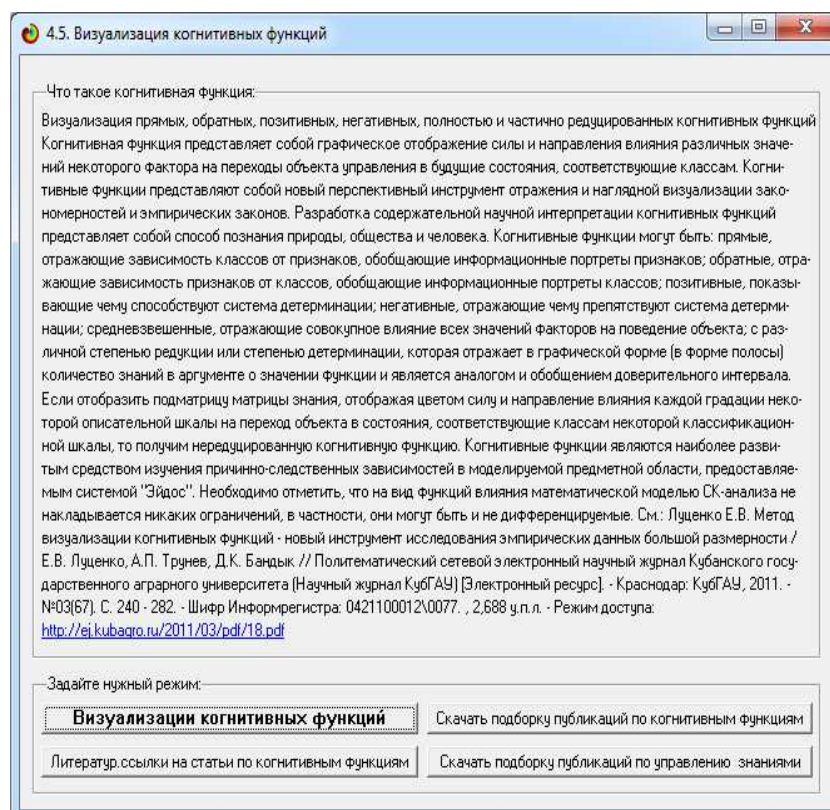 4.5. Визуализация когнитивных функций
Что такое когнитивная функция:
Визуализация прямых, обратных, позитивных, негативных, полностью и частично редуцированных когнитивных функций
Когнитивная функция представляет собой графическое отображение силы и направления влияния различных значе-
ний некоторого фактора на переходы объекта управления в будущие состояния, соответствующие классам. Когни-
тивные функции представляют собой новый перспективный инструмент отражения и наглядной визуализации зако-
номерностей и эмпирических законов. Разработка содержательной научной интерпретации когнитивных функций
представляет собой способ познания природы, общества и человека. Когнитивные функции могут быть: прямые,
отражающие зависимость классов от признаков, обобщающие информационные портреты признаков; обратные, отра-
жающие зависимость признаков от классов, обобщающие информационные портреты классов; позитивные, показы-
вающие чему способствуют система детерминации; негативные, отражающие чему препятствуют система детерми-
нации; средневзвешенные, отражающие совокупное влияние всех значений факторов на поведение объекта; с раз-
личной степенью редукции или степенью детерминации, которая отражает в графической форме (в форме полосы)
количество знаний в аргументе о значении функции и является аналогом и обобщением доверительного интервала.
Если отобразить подматрицу матрицы знания, отображая цветом силу и направление влияния каждой градации неко-
торой описательной шкалы на переход объекта в состояния, соответствующие классам некоторой классификацион-
ной шкалы, то получим нередуцированную когнитивную функцию. Когнитивные функции являются наиболее разви-
тым средством изучения причинно-следственных зависимостей в моделируемой предметной области, предоставляе-
мым системой "Эйдос". Необходимо отметить, что на вид функций влияния математической моделью СК-анализа не
накладывается никаких ограничений, в частности, они могут быть и не дифференцируемые. См.: Луценко Е.В. Метод
визуализации когнитивных функций - новый инструмент исследования эмпирических данных большой размерности /
Е.В. Луценко, А.П. Трунев, Д.К. Бандык // Политематический сетевой электронный научный журнал Кубанского госу-
дарственного аграрного университета (Научный журнал КубГАУ) [Электронный ресурс]. - Краснодар: КубГАУ, 2011. -
№03(67). С. 240 - 282. - Шифр Информрегистра: 0421100012\0077. , 2,688 у.п.л. - Режим доступа:
http://ej.kubagro.ru/2011/03/pdf/18.pdf
Задайте нужный режим:
Визуализации когнитивных функций
Скачать подборку публикаций по когнитивным функциям
Литератур.ссылки на статьи по когнитивным функциям
Скачать подборку публикаций по управлению знаниями